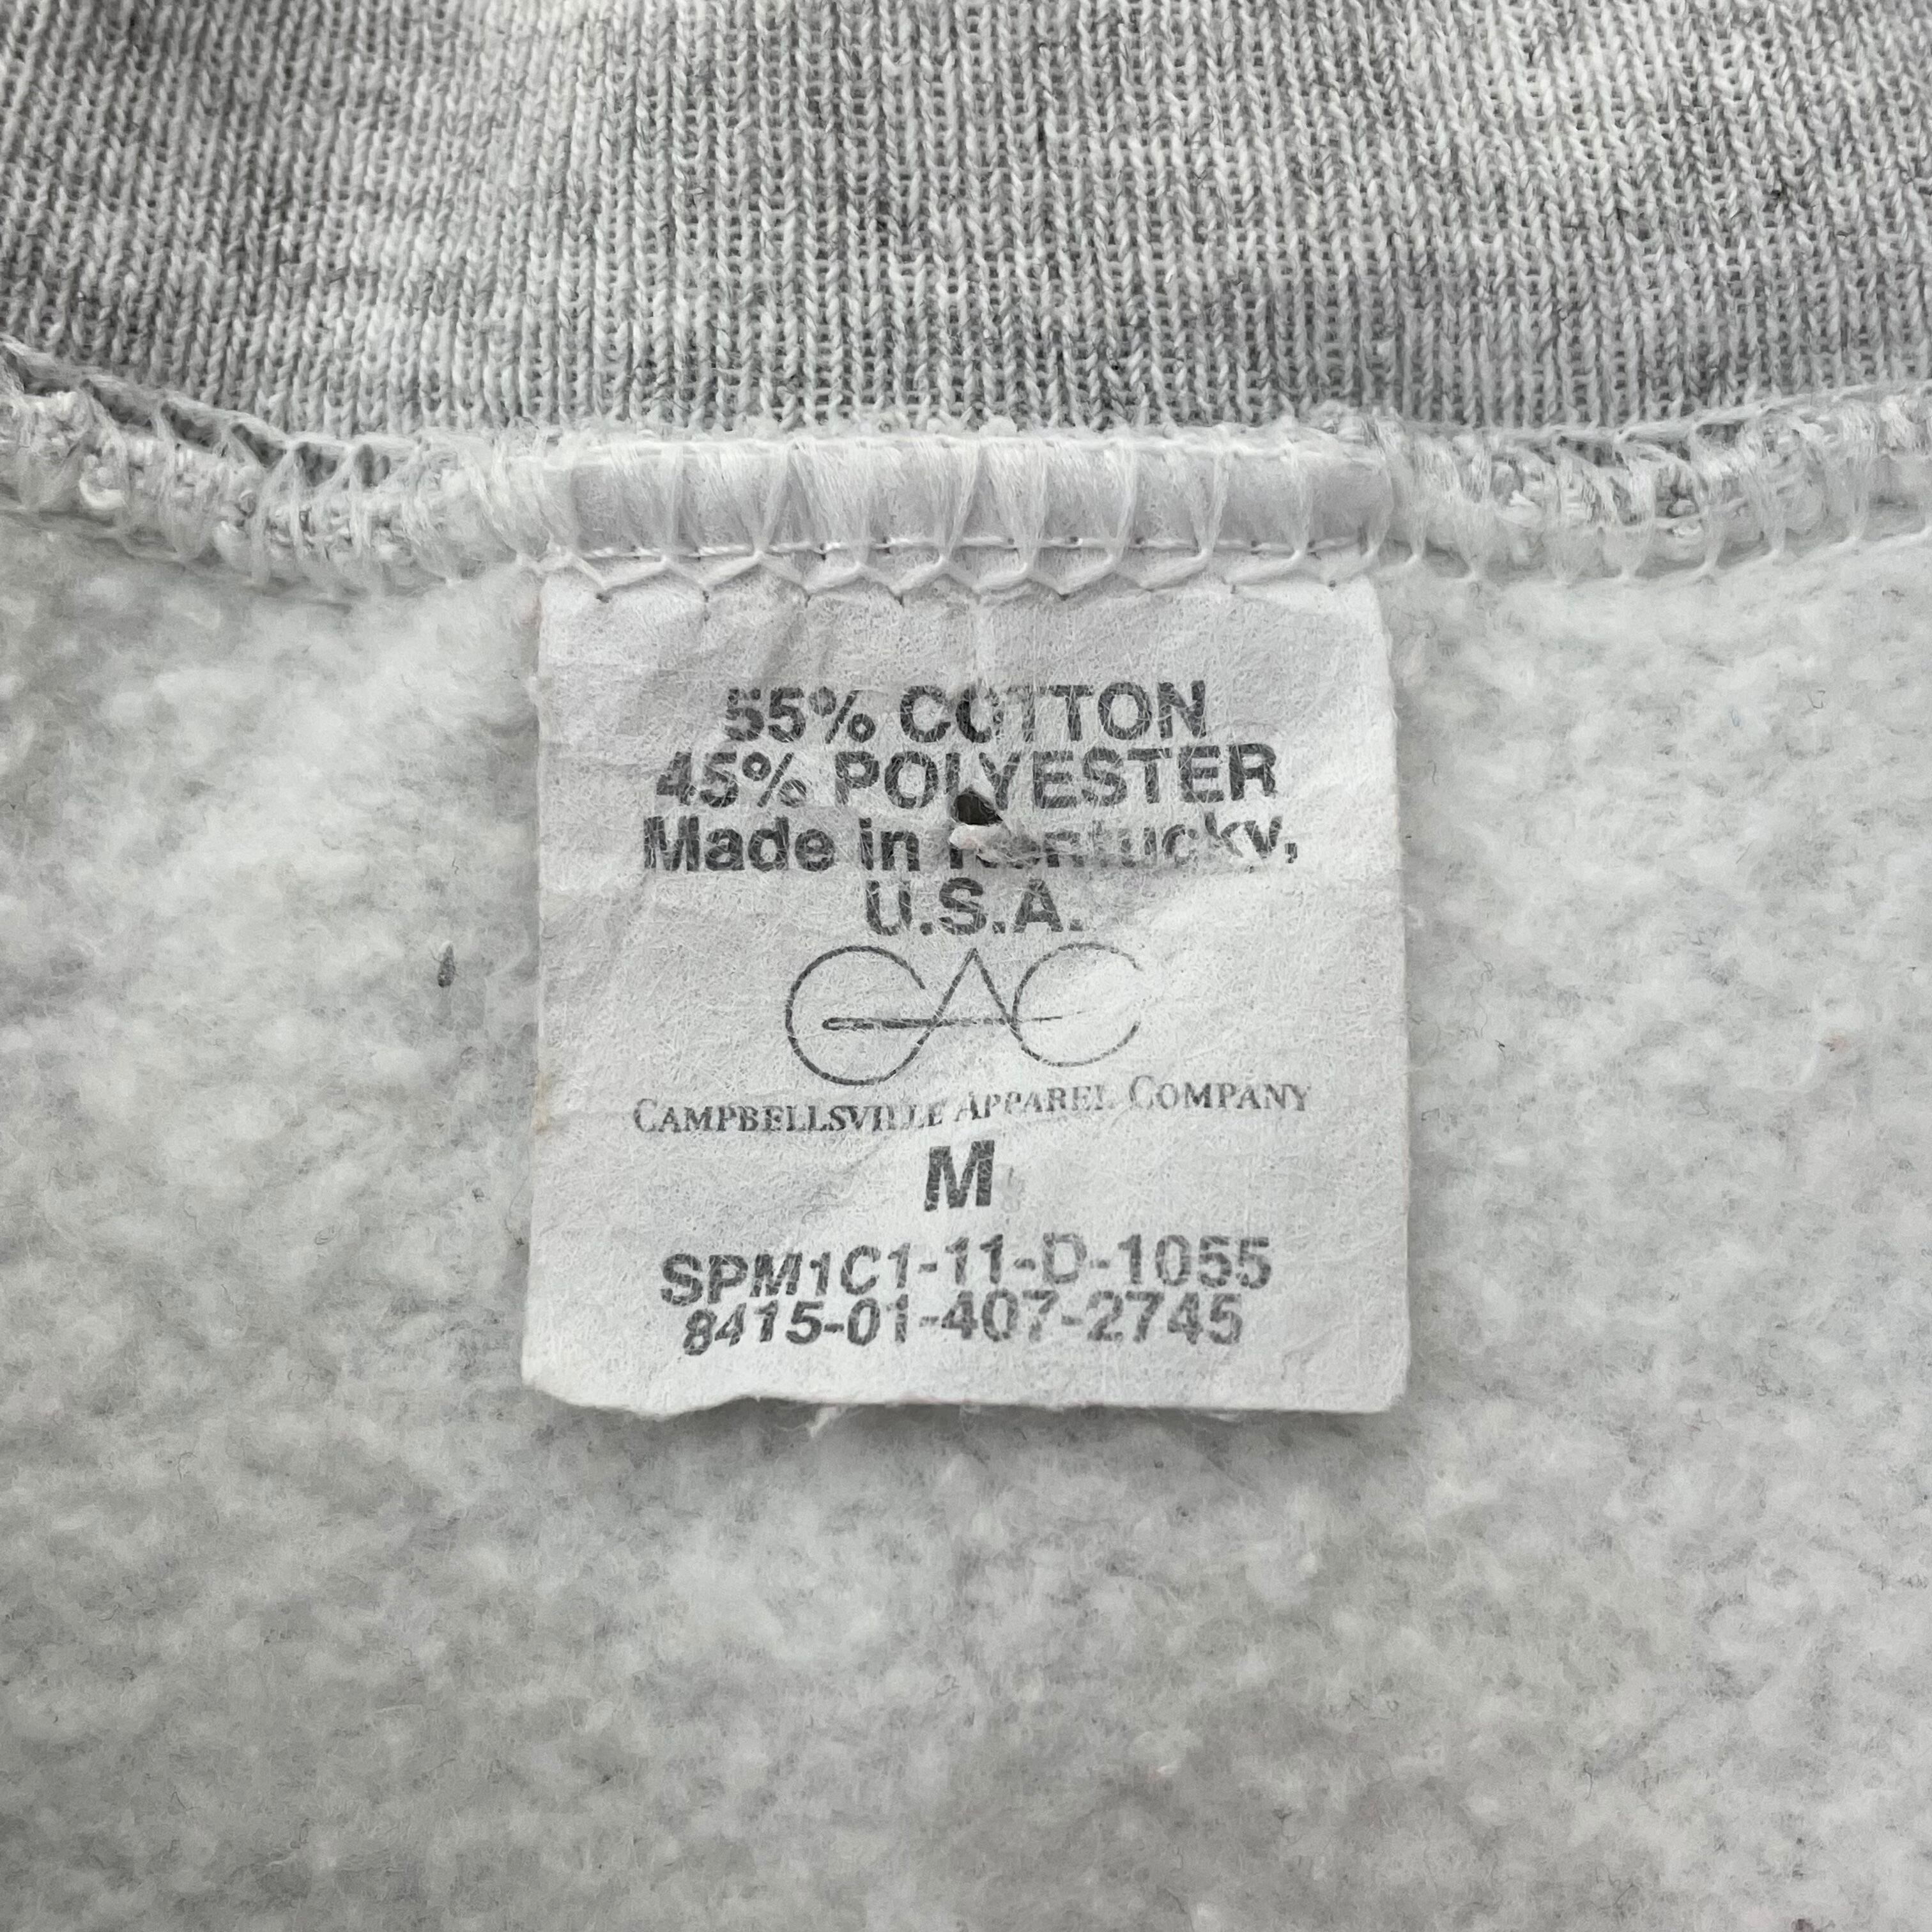 55% COTTON
45% POLYESTER
Made in Kentucky,
U.S.A.
CAC
CAMPBELLSVILLE APPAREL COMPANY
M
SPM1C1-11-D-1055
8415-01-407-2745